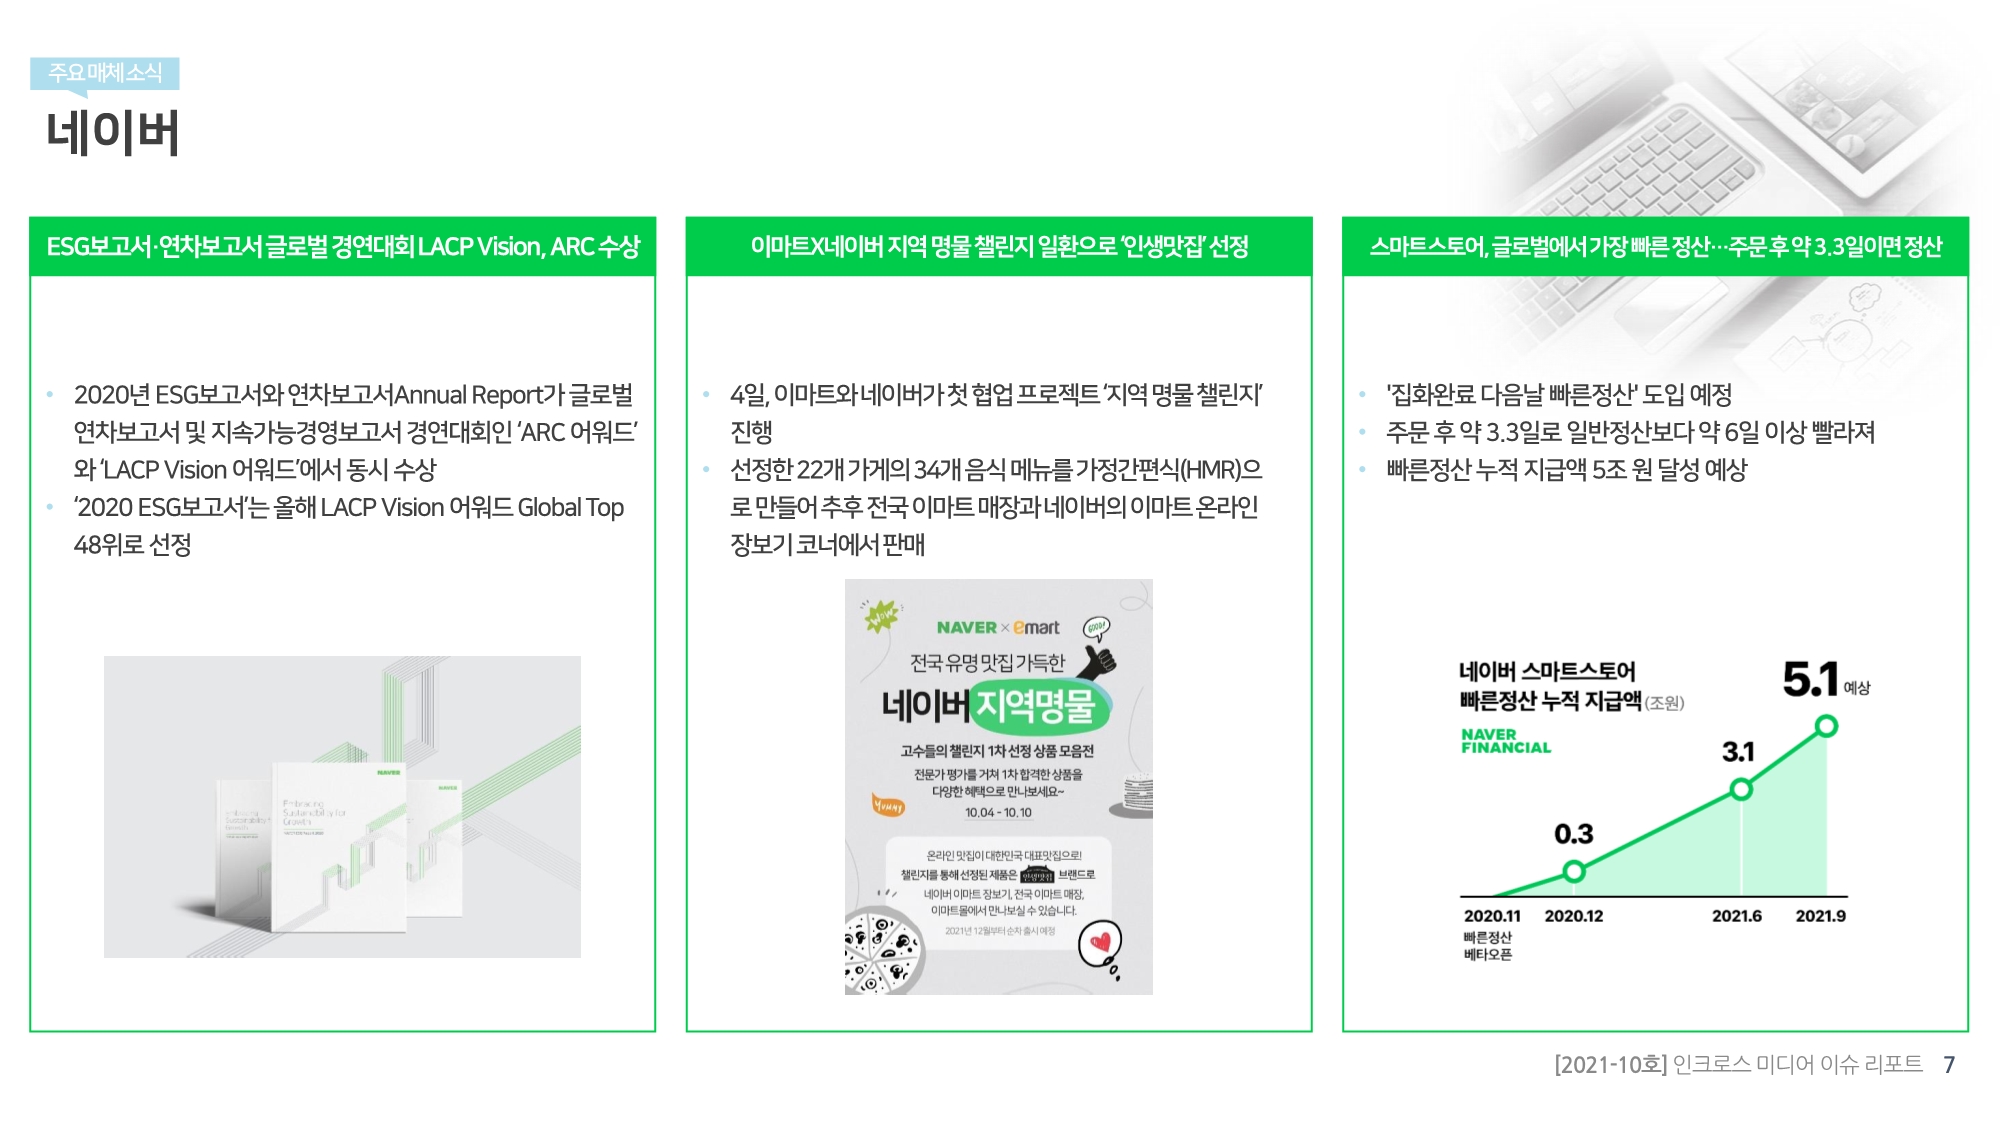 주요 매체 소식
네이버
ESG보고서·연차보고서 글로벌 경연대회 LACP Vision, ARC 수상
• 2020년 ESG보고서와 연차보고서Annual Report가 글로벌
연차보고서 및 지속가능경영보고서 경연대회인 ‘ARC 어워드’
와 ‘LACP Vision 어워드’에서 동시 수상
• ‘2020 ESG보고서’는 올해 LACP Vision 어워드 Global Top
48위로 선정
NAVER
NAVER
Embracing
Sustainability for
Growth
이마트X네이버 지역 명물 챌린지 일환으로 ‘인생맛집’ 선정
• 4일, 이마트와 네이버가 첫 협업 프로젝트 ‘지역 명물 챌린지’
진행
• 선정한 22개 가게의 34개 음식 메뉴를 가정간편식(HMR)으
로 만들어 추후 전국 이마트 매장과 네이버의 이마트 온라인
장보기 코너에서 판매
WOW
NAVER × emart
GOOD!
전국 유명 맛집 가득한
네이버 지역명물
고수들의 챌린지 1차 선정 상품 모음전
전문가 평가를 거쳐 1차 합격한 상품을
다양한 혜택으로 만나보세요~
YUMMY
10.04 - 10.10
온라인 맛집이 대한민국 대표맛집으로!
챌린지를 통해 선정된 제품은 인생맛집 브랜드로
네이버 이마트 장보기, 전국 이마트 매장,
이마트몰에서 만나보실 수 있습니다.
2021년 12월부터 순차 출시 예정
스마트스토어, 글로벌에서 가장 빠른 정산…주문 후 약 3.3일이면 정산
• '집화완료 다음날 빠른정산' 도입 예정
• 주문 후 약 3.3일로 일반정산보다 약 6일 이상 빨라져
• 빠른정산 누적 지급액 5조 원 달성 예상
네이버 스마트스토어
빠른정산 누적 지급액 (조원)
NAVER
FINANCIAL
5.1 예상
3.1
0.3
2020.11 2020.12 2021.6 2021.9
빠른정산
베타오픈
[2021-10호] 인크로스 미디어 이슈 리포트 7